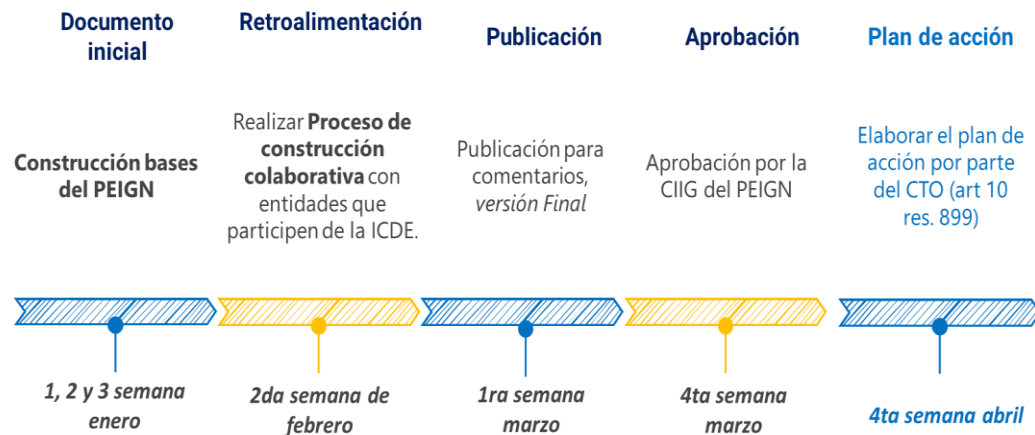 Documento
inicial
Retroalimentación
Publicación
Aprobación
Plan de acción
Construcción bases
del PEIGN
Realizar Proceso de
construcción
colaborativa con
entidades que
participen de la ICDE.
Publicación para
comentarios,
versión Final
Aprobación por la
CIIG del PEIGN
Elaborar el plan de
acción por parte
del CTO (art 10
res. 899)
1, 2 y 3 semana
enero
2da semana de
febrero
1ra semana
marzo
4ta semana
marzo
4ta semana abril